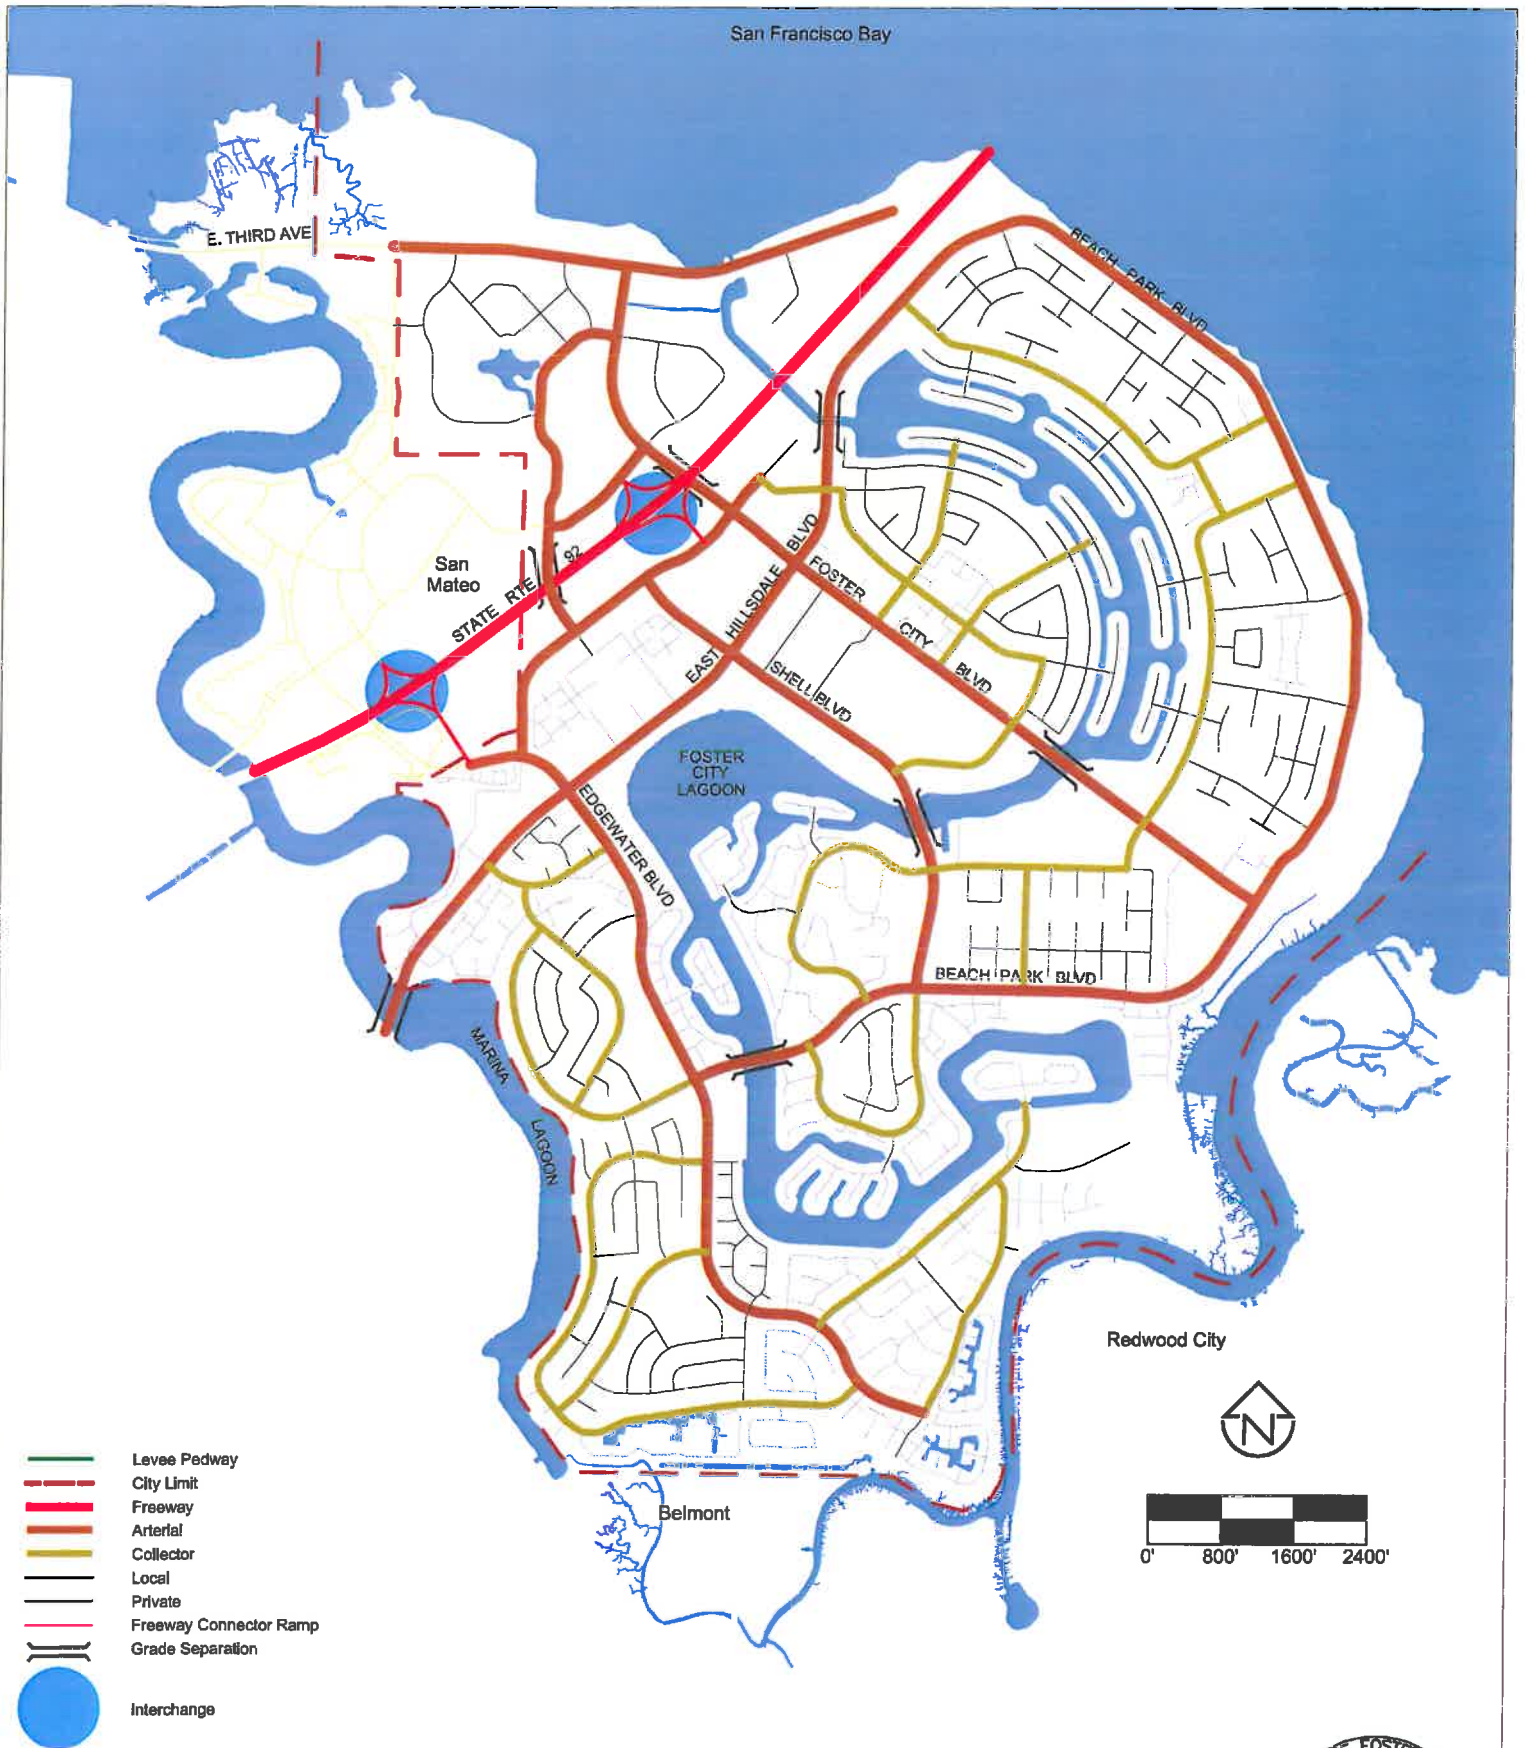 San Francisco Bay
E. THIRD AVE
BEACH PARK BLVD
San
Mateo
STATE RTE 92
EAST HILLSDALE BLVD
FOSTER CITY BLVD
SHELL BLVD
FOSTER
CITY
LAGOON
EDGEWATER BLVD
BEACH PARK BLVD
MARINA LAGOON
Redwood City
N
Belmont
0' 800' 1600' 2400'
Levee Pedway
City Limit
Freeway
Arterial
Collector
Local
Private
Freeway Connector Ramp
Grade Separation
Interchange